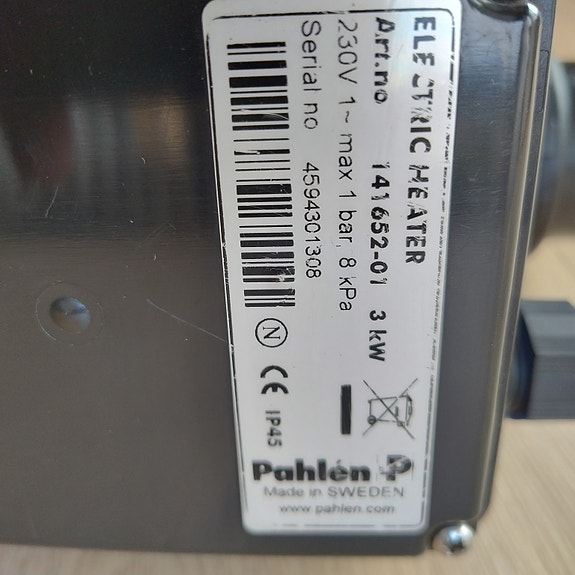 ELECTRIC HEATER
Art.no 141652-01 3 kW
230V 1~ max 1 bar, 8 kPa
Serial no 4594301308
N CE IP45
Pahlén P
Made in SWEDEN
www.pahlen.com